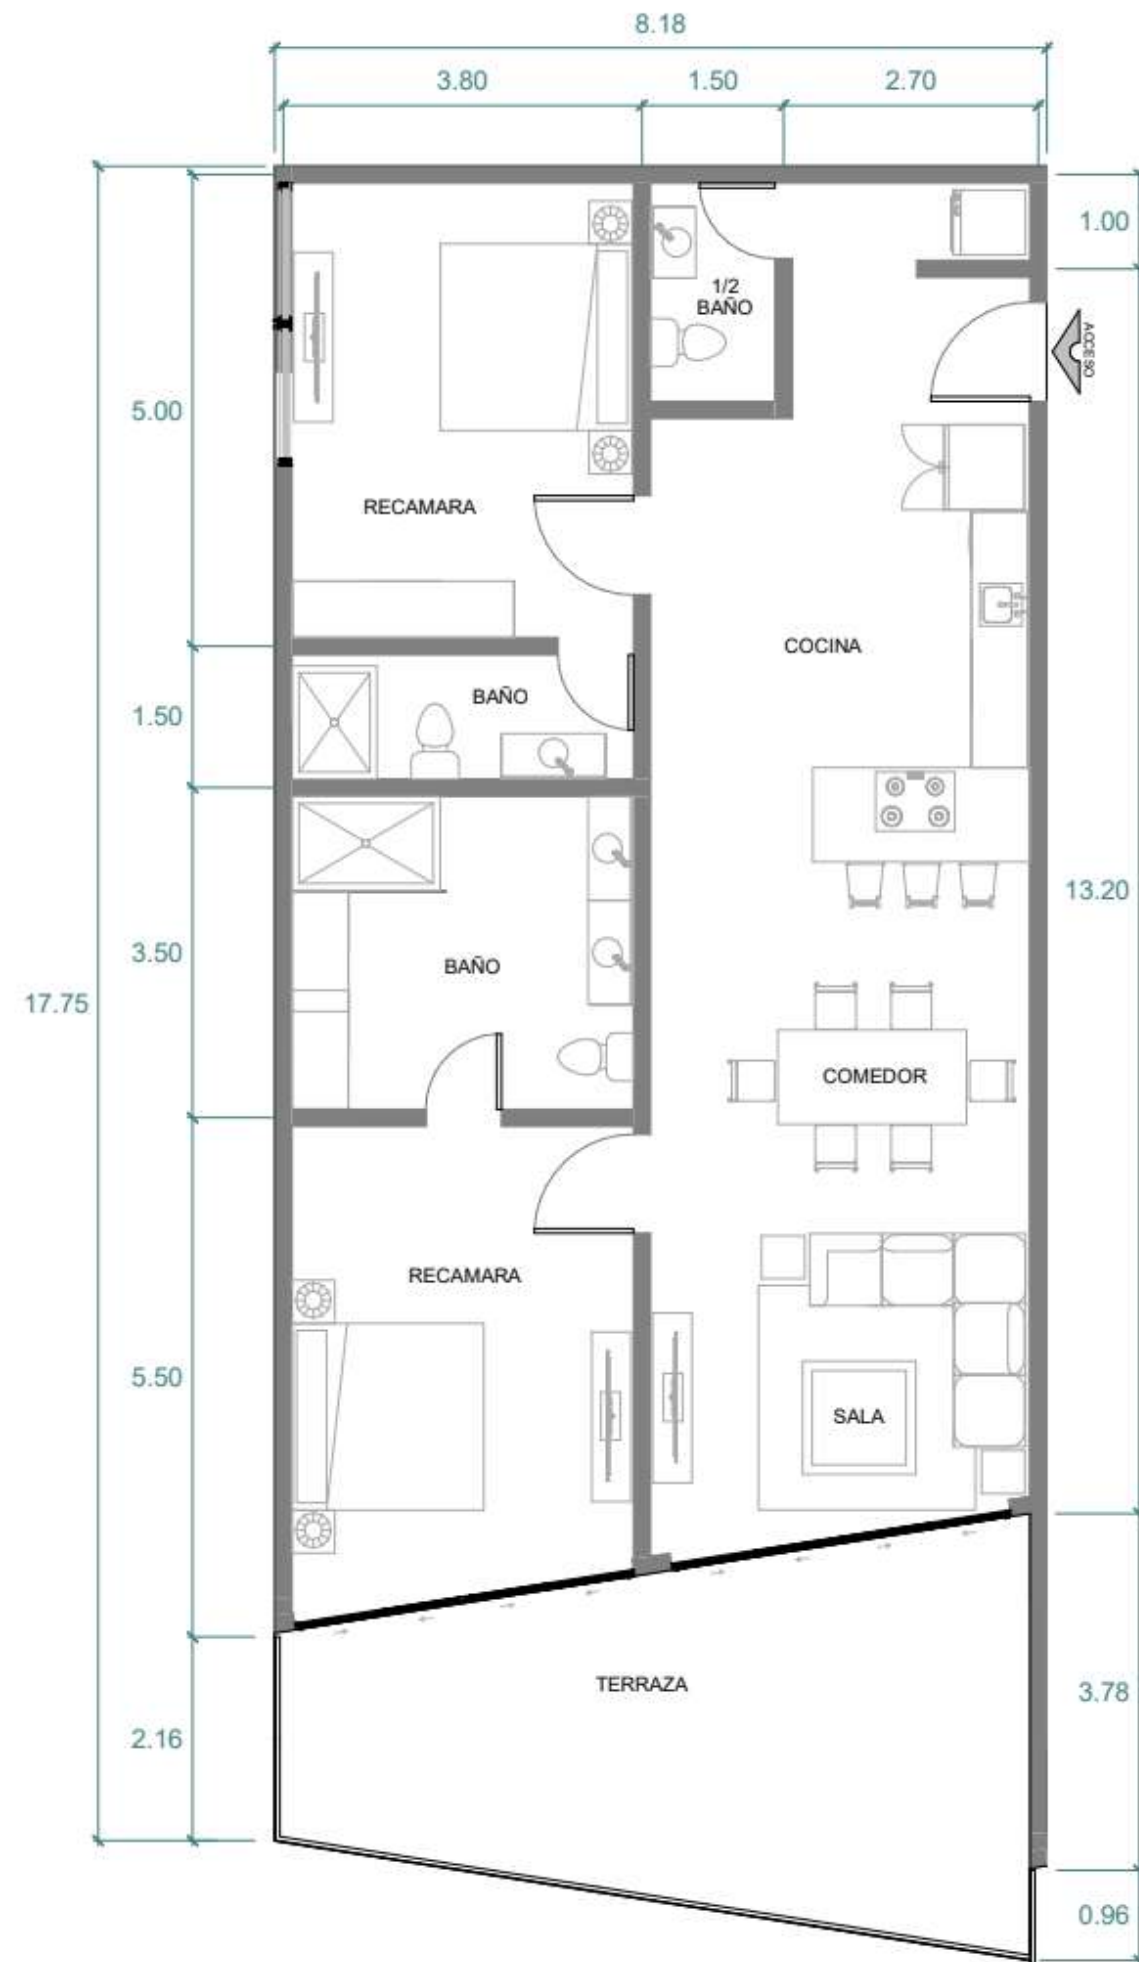 8.18
3.80
1.50
2.70
1.00
1/2
BAÑO
ACCESO
5.00
RECAMARA
COCINA
1.50
BAÑO
13.20
3.50
BAÑO
17.75
COMEDOR
RECAMARA
5.50
SALA
TERRAZA
3.78
2.16
0.96